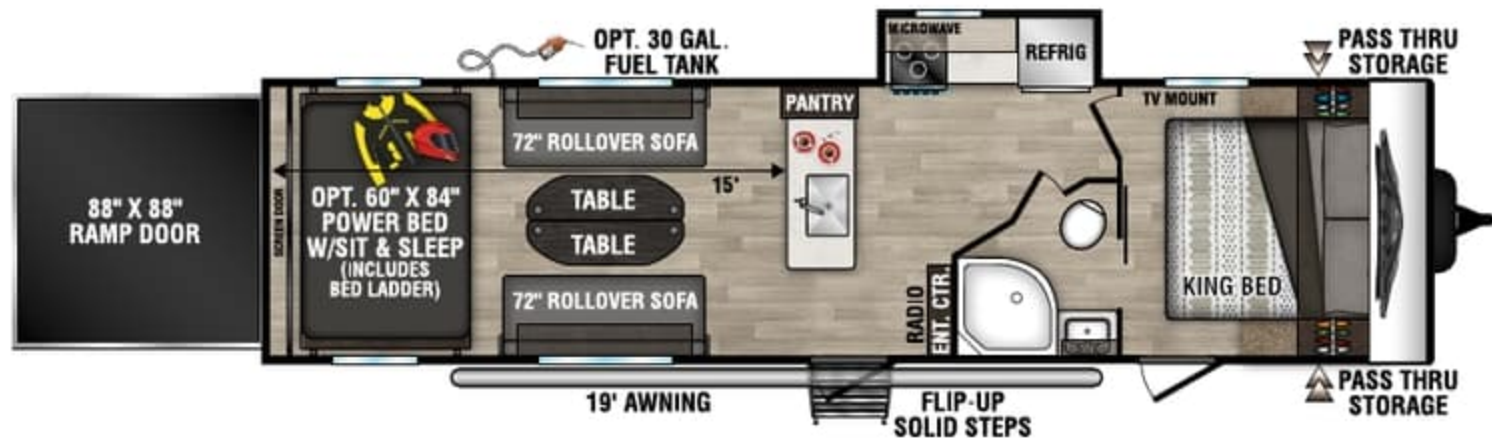 OPT. 30 GAL.
FUEL TANK
MICROWAVE
REFRIG
PASS THRU
STORAGE
PANTRY
TV MOUNT
72" ROLLOVER SOFA
15'
88" X 88"
RAMP DOOR
SCREEN DOOR
OPT. 60" X 84"
POWER BED
W/SIT & SLEEP
(INCLUDES
BED LADDER)
TABLE
TABLE
72" ROLLOVER SOFA
RADIO
ENT. CTR.
KING BED
19' AWNING
FLIP-UP
SOLID STEPS
PASS THRU
STORAGE